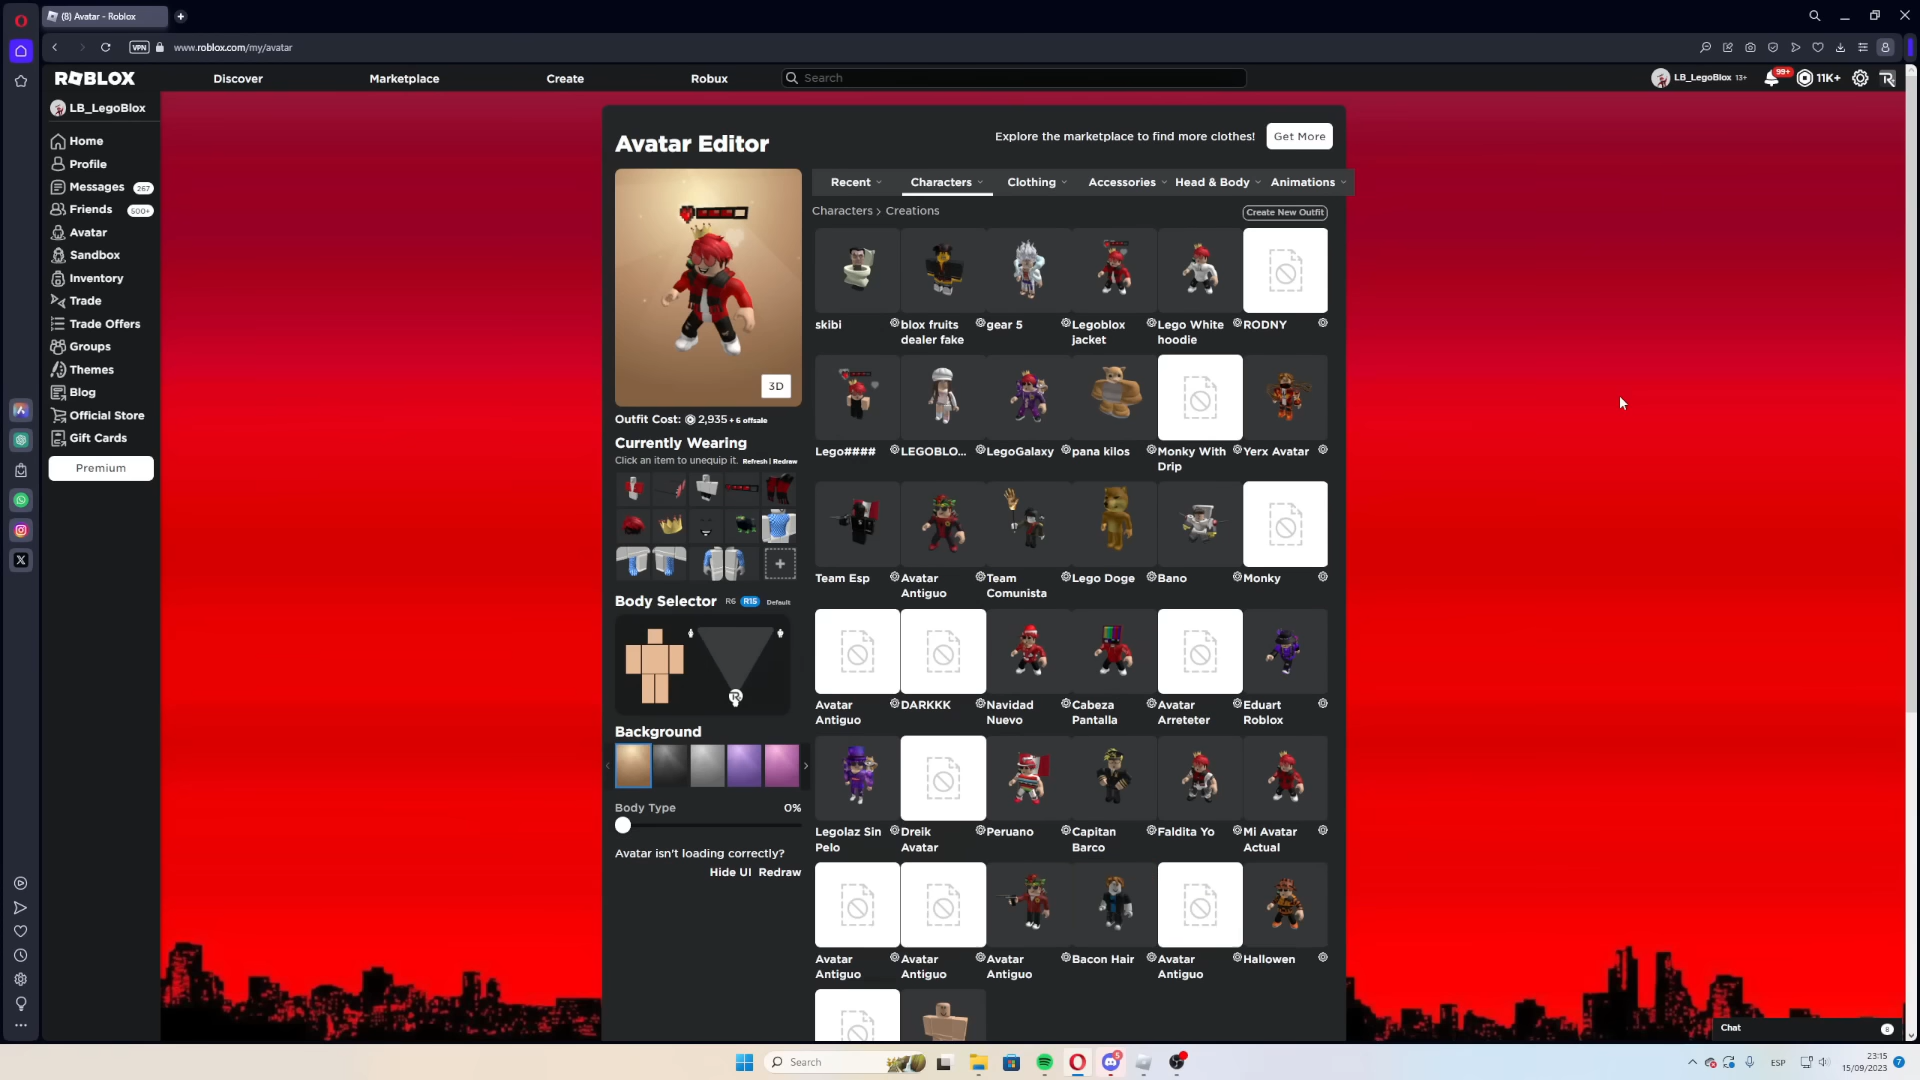 (8) Avatar - Roblox
VPN
www.roblox.com/my/avatar
ROBLOX
Discover
Marketplace
Create
Robux
Search
LB_LegoBlox 13+
99+
11K+
LB_LegoBlox
Home
Profile
Messages 267
Friends 500+
Avatar
Sandbox
Inventory
Trade
Trade Offers
Groups
Themes
Blog
Official Store
Gift Cards
Premium
Avatar Editor
Explore the marketplace to find more clothes!
Get More
Recent
Characters
Clothing
Accessories
Head & Body
Animations
Characters > Creations
Create New Outfit
3D
Outfit Cost: 2,935 + 6 offsale
Currently Wearing
Click an item to unequip it. Refresh | Redraw
Body Selector R6 R15 Default
Background
Body Type 0%
Avatar isn't loading correctly?
Hide UI Redraw
skibi
blox fruits dealer fake
gear 5
Legoblox jacket
Lego White hoodie
RODNY
Lego####
LEGOBLO...
LegoGalaxy
pana kilos
Monky With Drip
Yerx Avatar
Team Esp
Avatar Antiguo
Team Comunista
Lego Doge
Bano
Monky
Avatar Antiguo
DARKKK
Navidad Nuevo
Cabeza Pantalla
Avatar Arreteter
Eduart Roblox
Legolaz Sin Pelo
Dreik Avatar
Peruano
Capitan Barco
Faldita Yo
Mi Avatar Actual
Avatar Antiguo
Avatar Antiguo
Avatar Antiguo
Bacon Hair
Avatar Antiguo
Hallowen
Chat
8
Search
5
ESP
23:15
15/09/2023
7